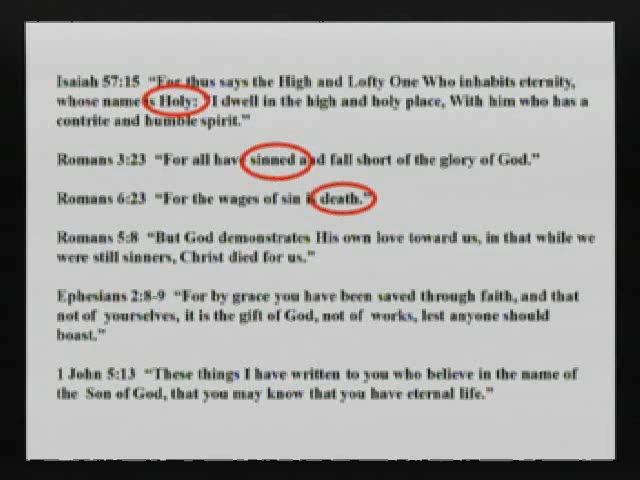 Isaiah 57:15 "For thus says the High and Lofty One Who inhabits eternity,
whose name is Holy: 'I dwell in the high and holy place, With him who has a
contrite and humble spirit."
Romans 3:23 "For all have sinned and fall short of the glory of God."
Romans 6:23 "For the wages of sin is death."
Romans 5:8 "But God demonstrates His own love toward us, in that while we
were still sinners, Christ died for us."
Ephesians 2:8-9 "For by grace you have been saved through faith, and that
not of yourselves, it is the gift of God, not of works, lest anyone should
boast."
1 John 5:13 "These things I have written to you who believe in the name of
the Son of God, that you may know that you have eternal life."